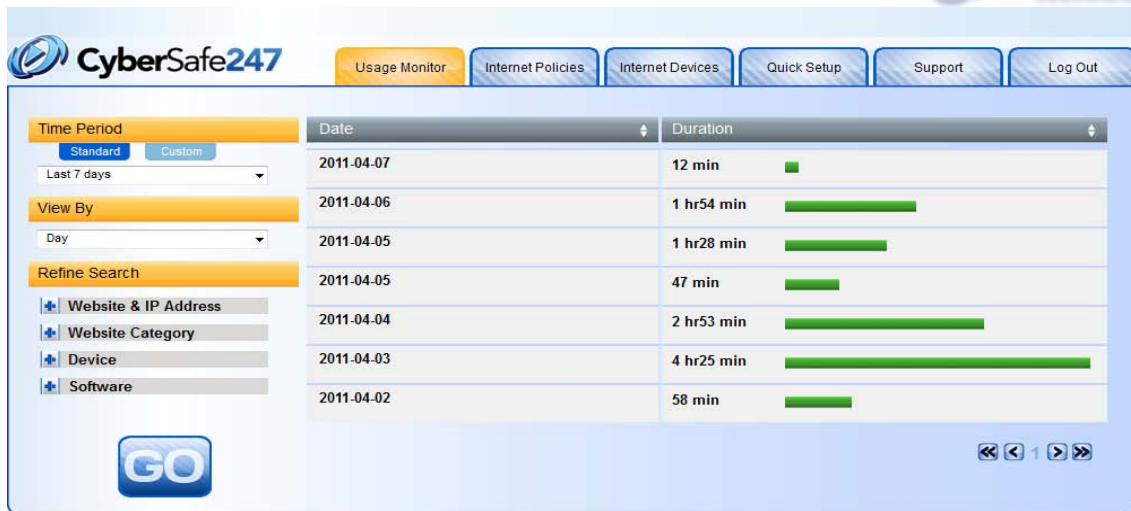 CyberSafe247
Usage Monitor
Internet Policies
Internet Devices
Quick Setup
Support
Log Out
Time Period
Standard
Custom
Last 7 days
View By
Day
Refine Search
Website & IP Address
Website Category
Device
Software
GO
Date
Duration
2011-04-07
12 min
2011-04-06
1 hr54 min
2011-04-05
1 hr28 min
2011-04-05
47 min
2011-04-04
2 hr53 min
2011-04-03
4 hr25 min
2011-04-02
58 min
1